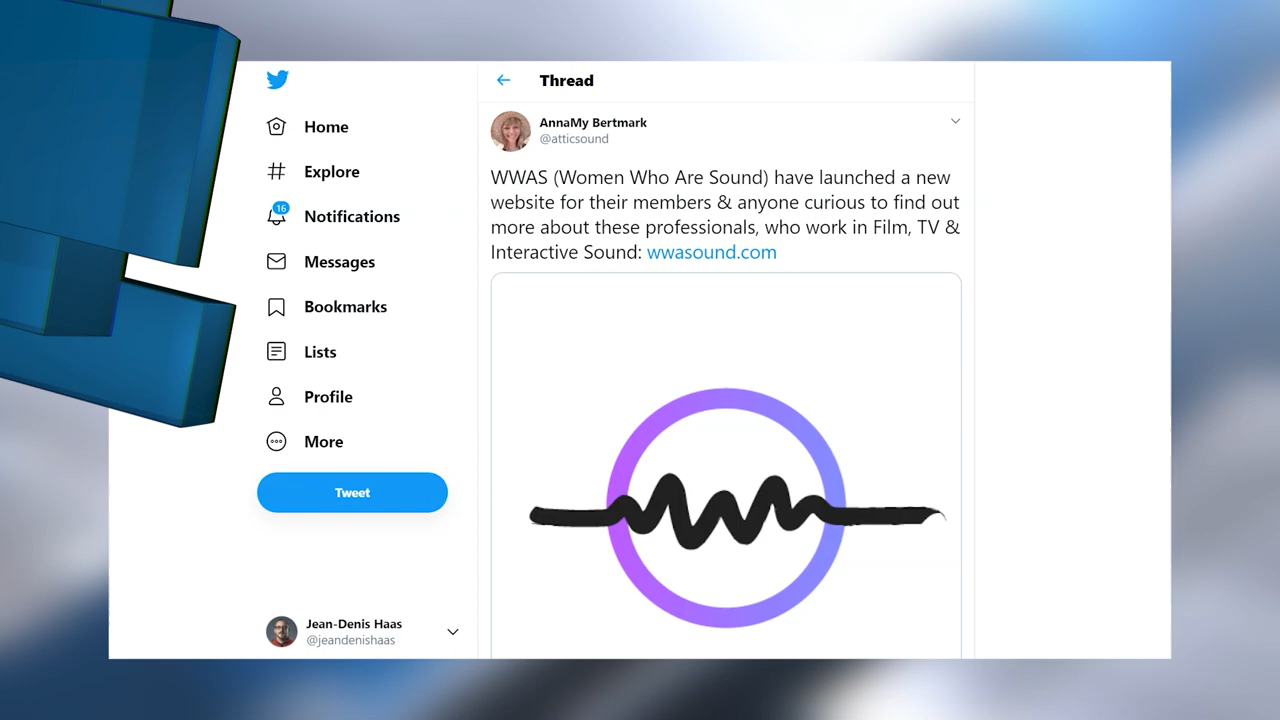 Home
Explore
16
Notifications
Messages
Bookmarks
Lists
Profile
More
Tweet
Jean-Denis Haas
@jeandenishaas
Thread
AnnaMy Bertmark
@atticsound
WWAS (Women Who Are Sound) have launched a new
website for their members & anyone curious to find out
more about these professionals, who work in Film, TV &
Interactive Sound: wwasound.com